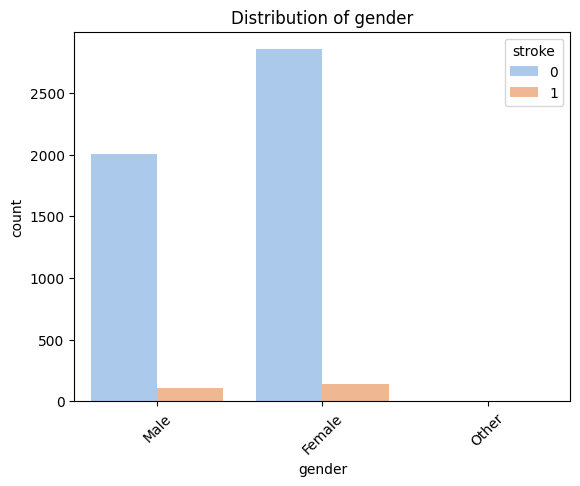 Distribution of gender
stroke
0
1
count
2500
2000
1500
1000
500
0
Male
Female
Other
gender